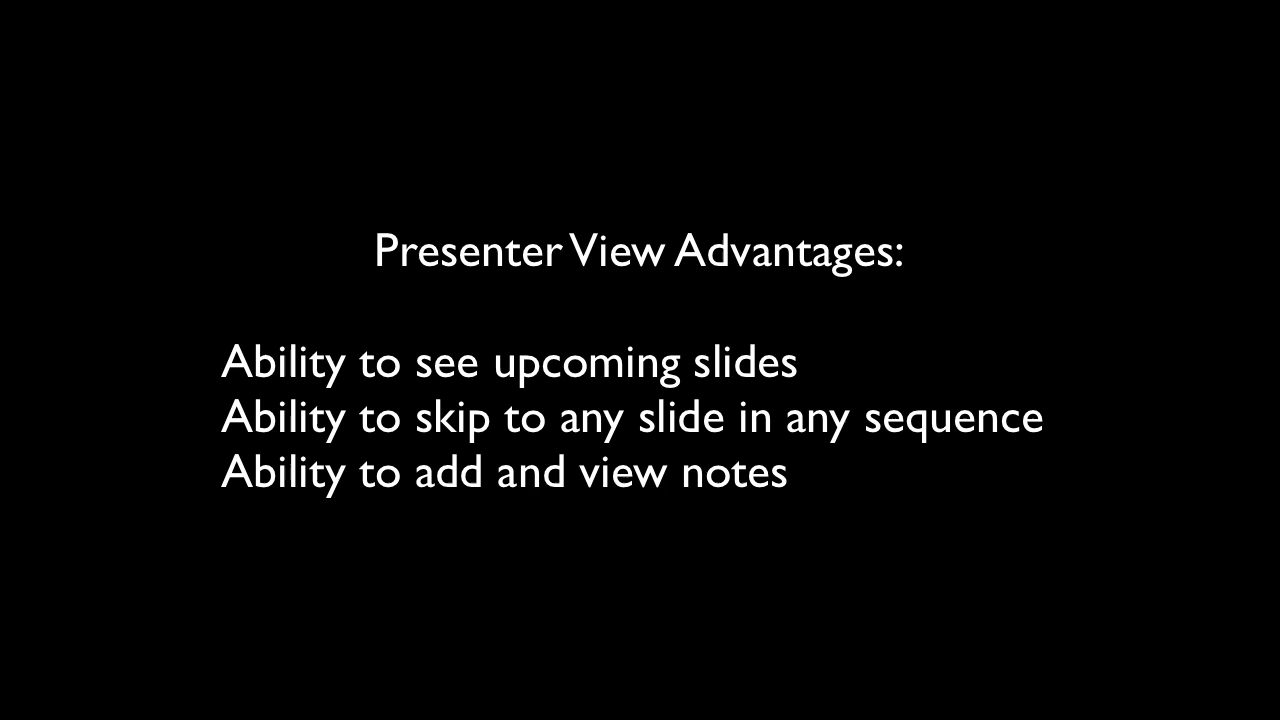 Presenter View Advantages:
Ability to see upcoming slides
Ability to skip to any slide in any sequence
Ability to add and view notes